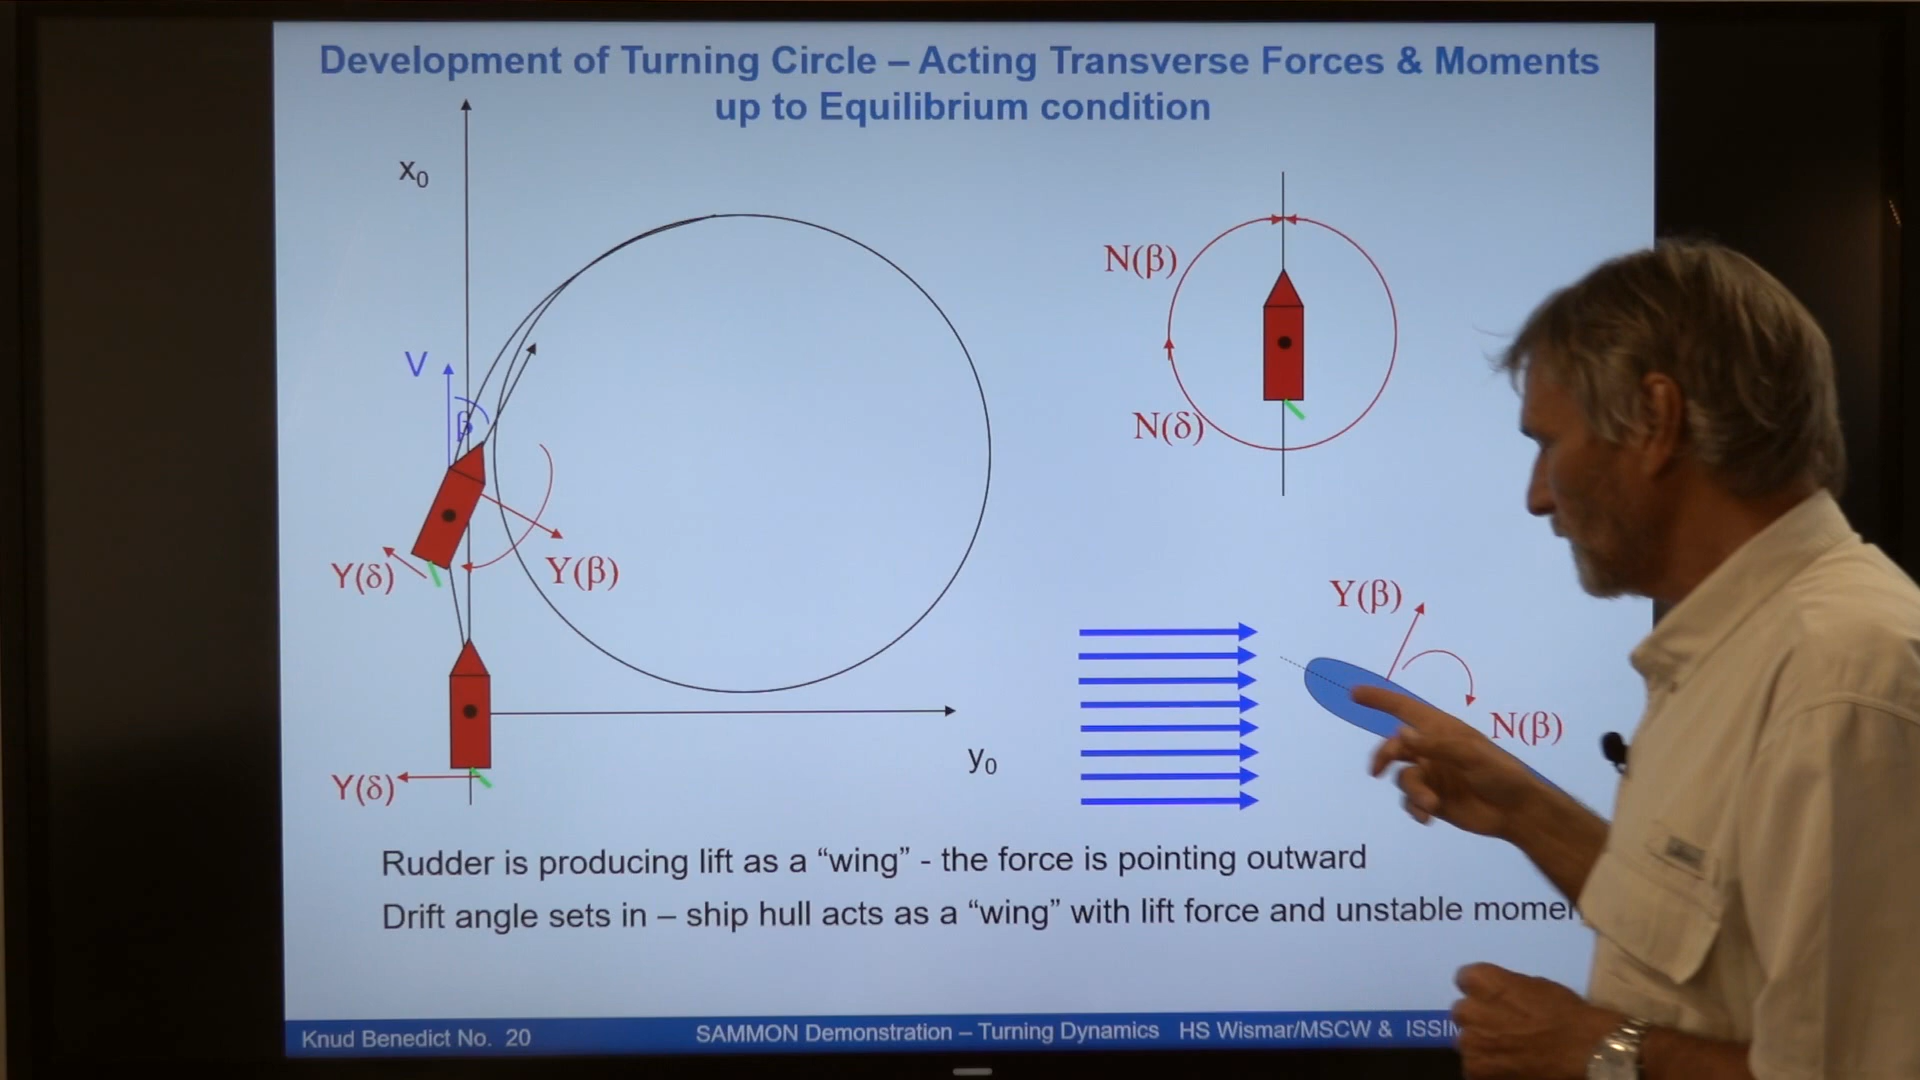 Development of Turning Circle – Acting Transverse Forces & Moments
up to Equilibrium condition
x₀
N(β)
V
β
N(δ)
Y(δ)
Y(β)
Y(β)
N(β)
y₀
Y(δ)
Rudder is producing lift as a “wing” - the force is pointing outward
Drift angle sets in – ship hull acts as a “wing” with lift force and unstable
Knud Benedict No. 20
SAMMON Demonstration – Turning Dynamics HS Wismar/MSCW &